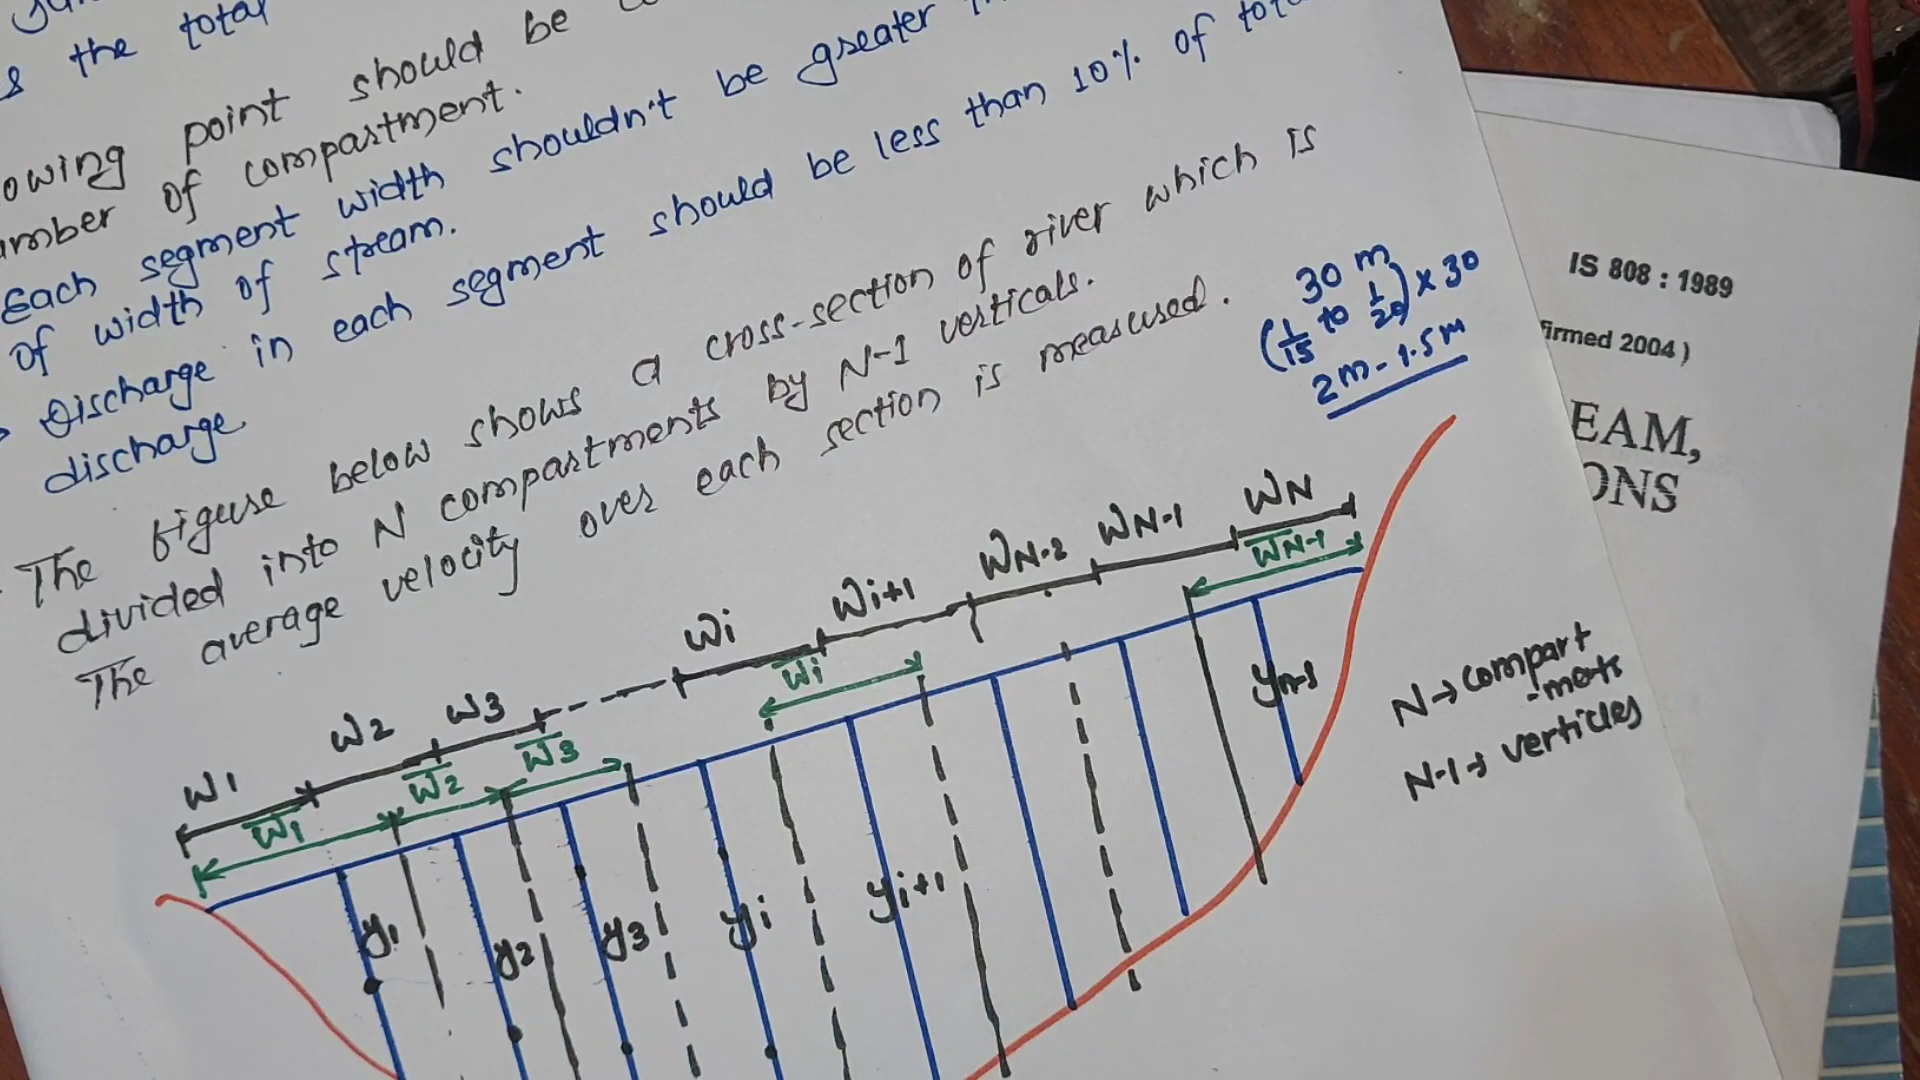 s the total
owing point should be
of compartment.
Each segment width shouldn't be greater
of width of stream.
Discharge in each segment should be less than 10% of tot
discharge
The figure below shows a cross-section of river which is
divided into N compartments by N-1 verticals.
The average velocity over each section is measured.
30 m
(1/15 to 1/20) x 30
2m - 1.5m
W1 W2 W3 Wi Wi+1 WN-2 WN-1 WN
W̅1 W̅2 W̅3 W̅i W̅N-1
y1 y2 y3 yi yi+1 yn-1
N → compart
-ments
N-1 → verticles
IS 808 : 1989
firmed 2004 )
EAM,
ONS